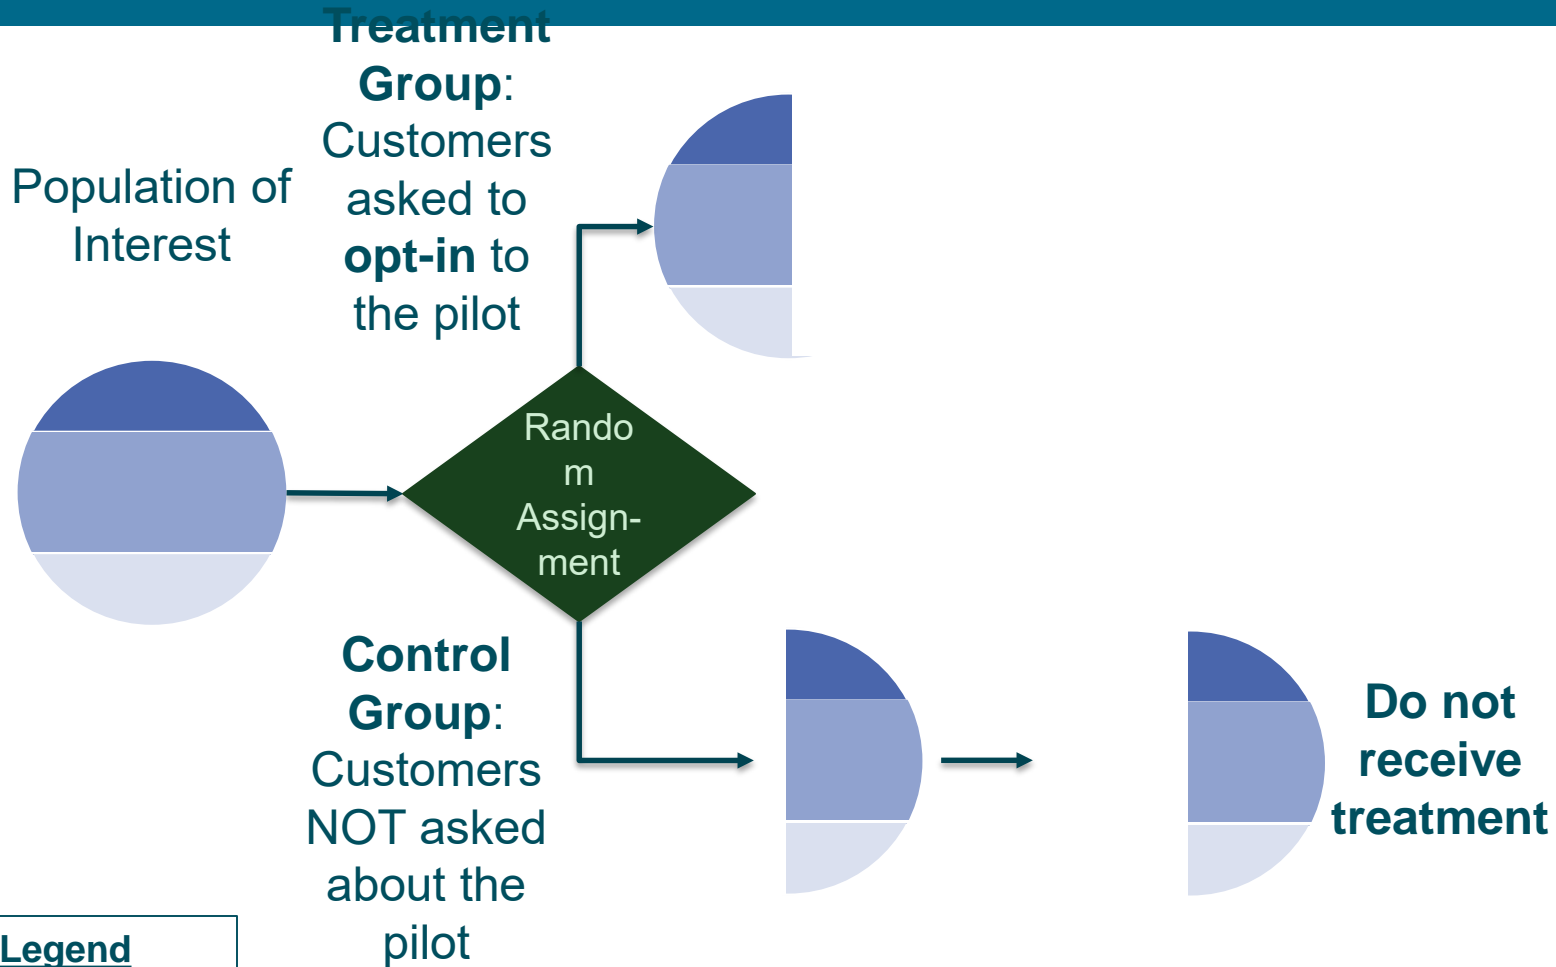 Population of
Interest
Treatment
Group:
Customers
asked to
opt-in to
the pilot
Rando
m
Assign-
ment
Control
Group:
Customers
NOT asked
about the
pilot
Do not
receive
treatment
Legend